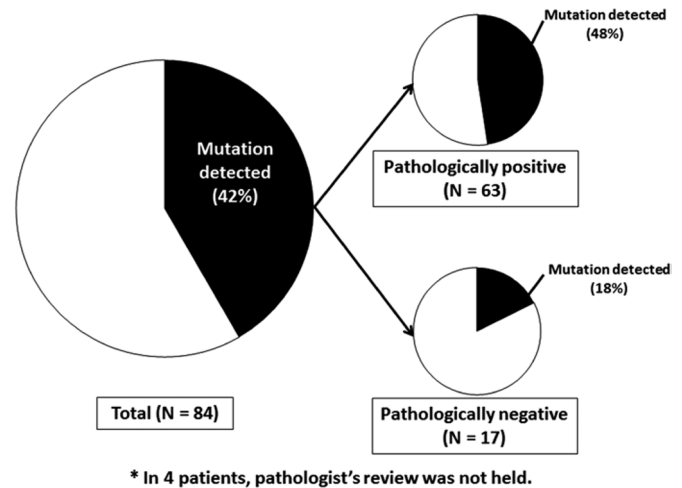 Mutation detected
(48%)
Mutation
detected
(42%)
Pathologically positive
(N = 63)
Mutation detected
(18%)
Total (N = 84)
Pathologically negative
(N = 17)
* In 4 patients, pathologist's review was not held.